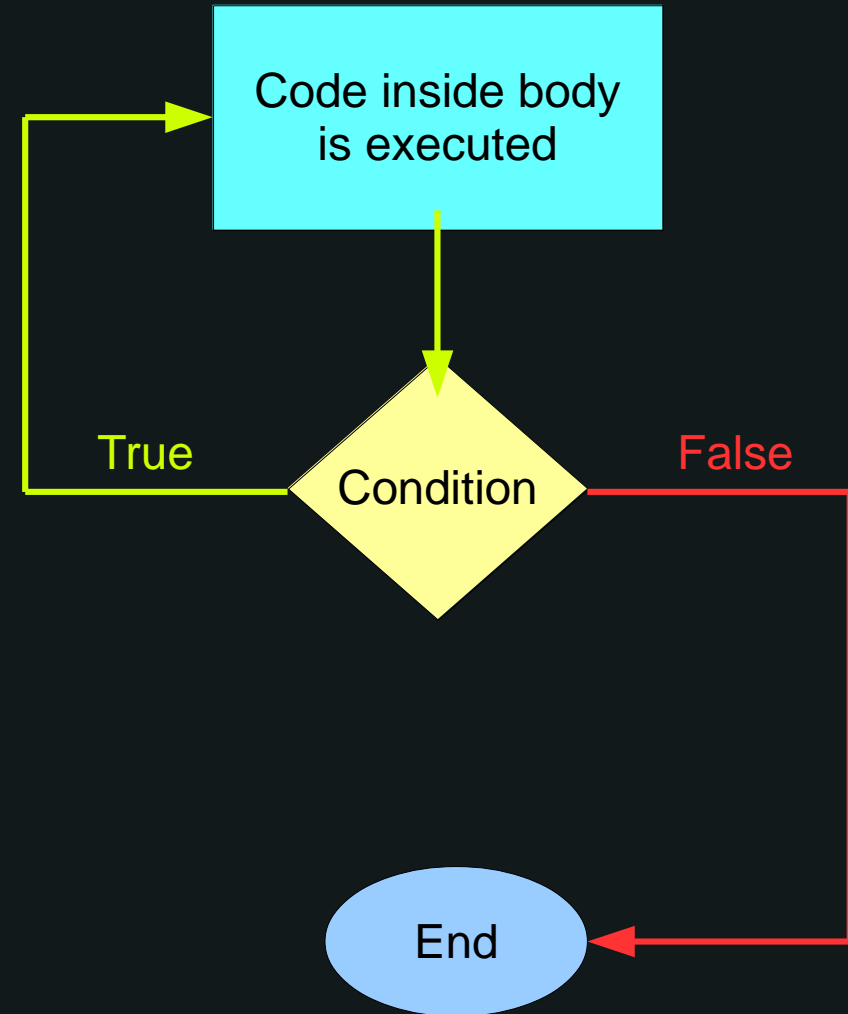 Code inside body
is executed
True
Condition
False
End